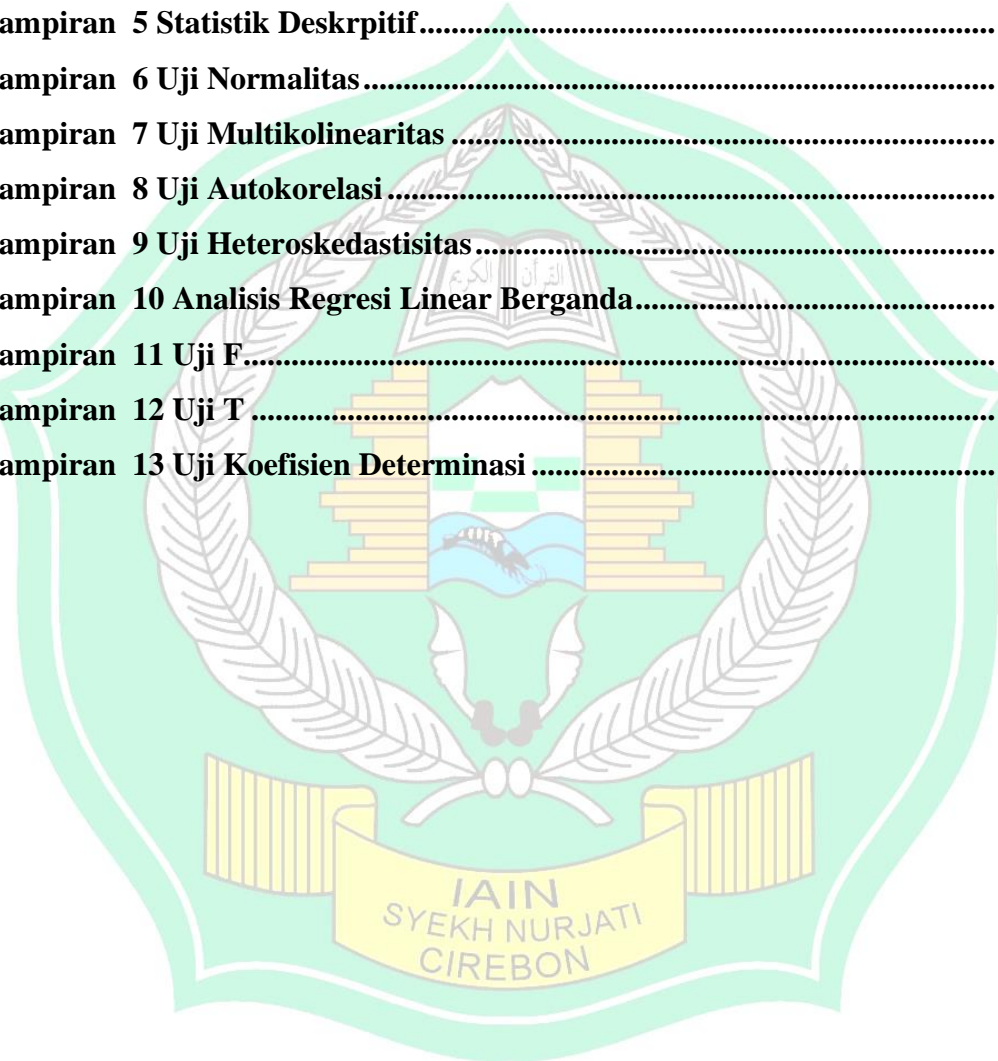 ampiran 5 Statistik Deskrpitif........................................................................
ampiran 6 Uji Normalitas...............................................................................
ampiran 7 Uji Multikolinearitas ....................................................................
ampiran 8 Uji Autokorelasi............................................................................
ampiran 9 Uji Heteroskedastisitas.................................................................
القرآن الكريم
ampiran 10 Analisis Regresi Linear Berganda.............................................
ampiran 11 Uji F..............................................................................................
ampiran 12 Uji T .............................................................................................
ampiran 13 Uji Koefisien Determinasi ..........................................................
IAIN
SYEKH NURJATI
CIREBON